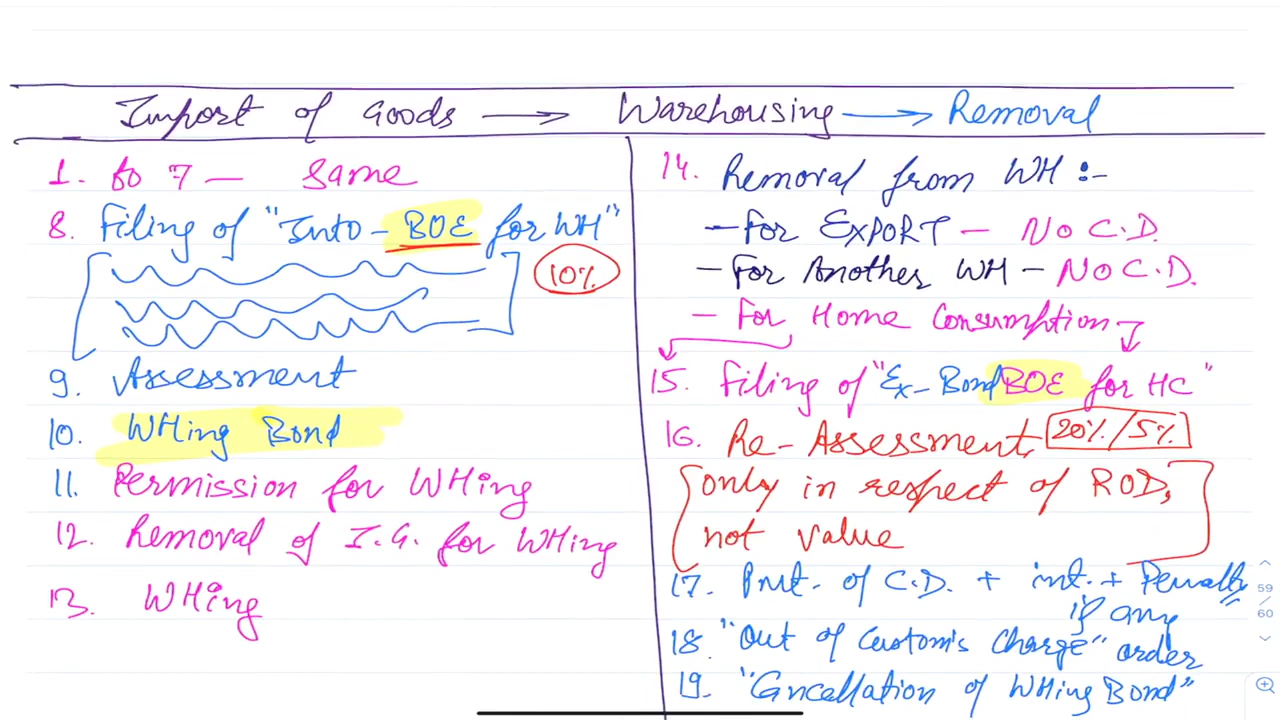 Import of Goods → Warehousing → Removal
1. to 7 — Same
8. Filing of "Into - BOE for WH"
10%
9. Assessment
10. WHing Bond
11. Permission for WHing
12. Removal of I.G. for WHing
13. WHing
14. Removal from WH :-
- For EXPORT - NO C.D.
- For Another WH - NO C.D.
- For Home Consumption
15. Filing of "Ex-Bond BOE for HC"
16. Re-Assessment 20% / 5%
only in respect of ROD,
not value
17. Pmt. of C.D. + int. + Penalty
if any
18. "Out of Custom's Charge" order
19. "Cancellation of WHing Bond"
59
/
60